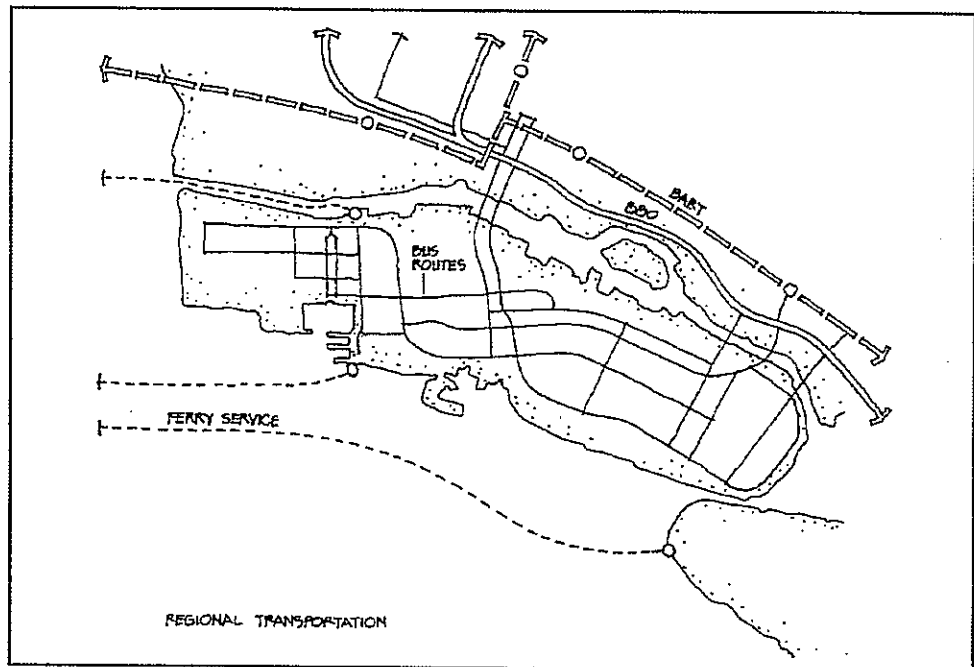 BART
880
BUS
ROUTES
FERRY SERVICE
REGIONAL TRANSPORTATION